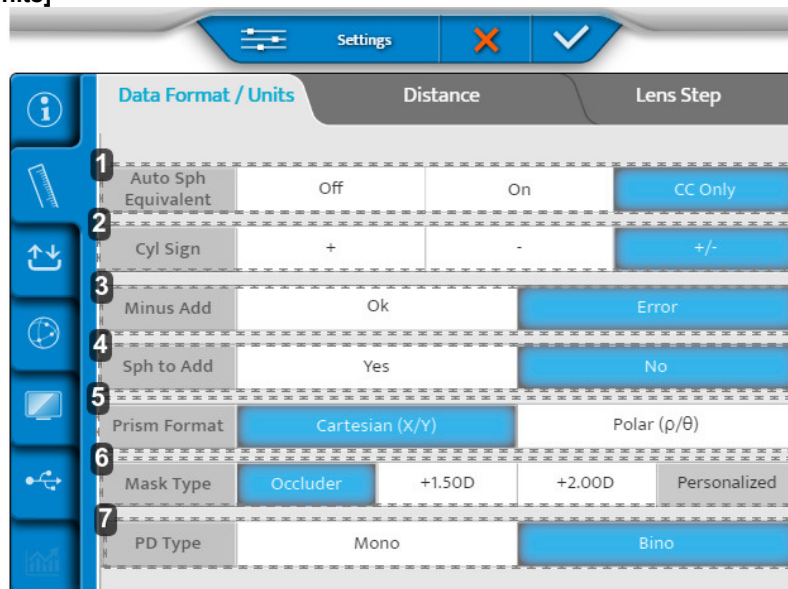 Settings
Data Format / Units Distance Lens Step
1
Auto Sph Equivalent Off On CC Only
2
Cyl Sign + - +/-
3
Minus Add Ok Error
4
Sph to Add Yes No
5
Prism Format Cartesian (X/Y) Polar (ρ/θ)
6
Mask Type Occluder +1.50D +2.00D Personalized
7
PD Type Mono Bino